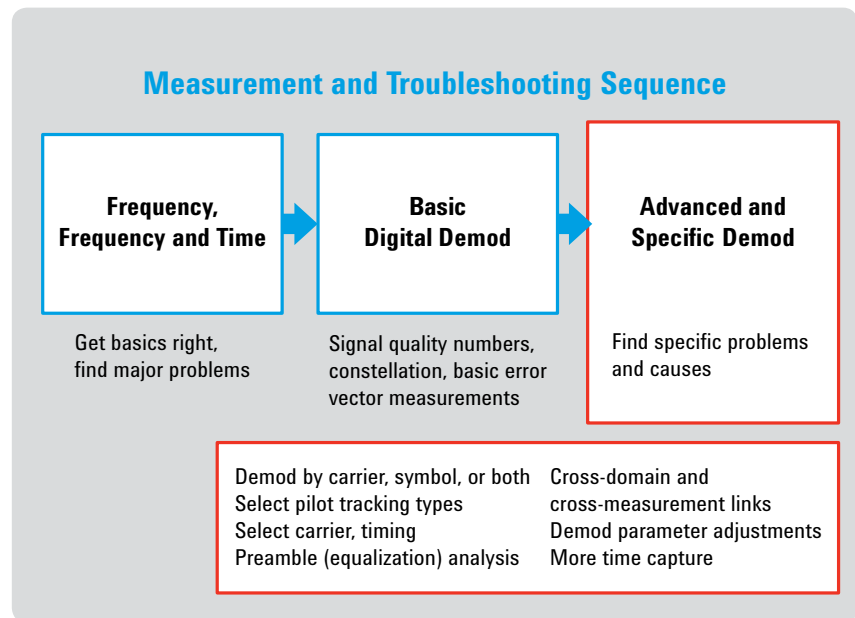 Measurement and Troubleshooting Sequence
Frequency,
Frequency and Time
Basic
Digital Demod
Advanced and
Specific Demod
Get basics right,
find major problems
Signal quality numbers,
constellation, basic error
vector measurements
Find specific problems
and causes
Demod by carrier, symbol, or both
Select pilot tracking types
Select carrier, timing
Preamble (equalization) analysis
Cross-domain and
cross-measurement links
Demod parameter adjustments
More time capture